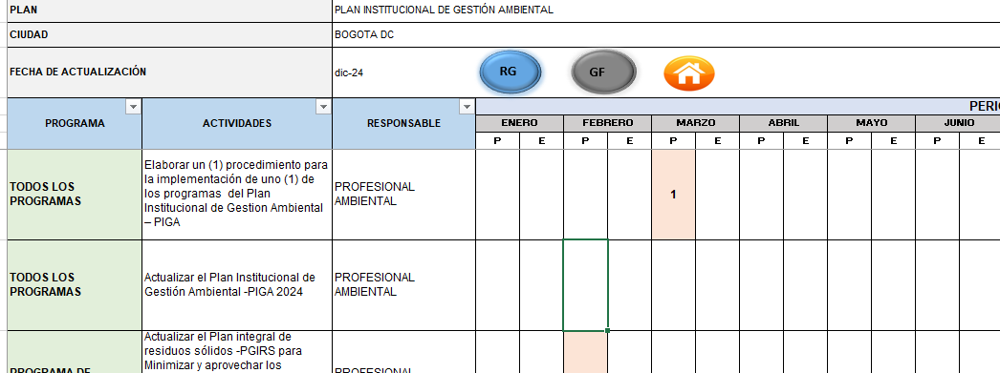 PLAN
PLAN INSTITUCIONAL DE GESTIÓN AMBIENTAL
CIUDAD
BOGOTA DC
FECHA DE ACTUALIZACIÓN
dic-24
RG
GF
PERIO
PROGRAMA
ACTIVIDADES
RESPONSABLE
ENERO
FEBRERO
MARZO
ABRIL
MAYO
JUNIO
P E P E P E P E P E P E
TODOS LOS
PROGRAMAS
Elaborar un (1) procedimiento para
la implementación de uno (1) de
los programas del Plan
Institucional de Gestion Ambiental
– PIGA
PROFESIONAL
AMBIENTAL
1
TODOS LOS
PROGRAMAS
Actualizar el Plan Institucional de
Gestión Ambiental -PIGA 2024
PROFESIONAL
AMBIENTAL
PROGRAMA DE
Actualizar el Plan integral de
residuos sólidos -PGIRS para
Minimizar y aprovechar los
PROFESIONAL